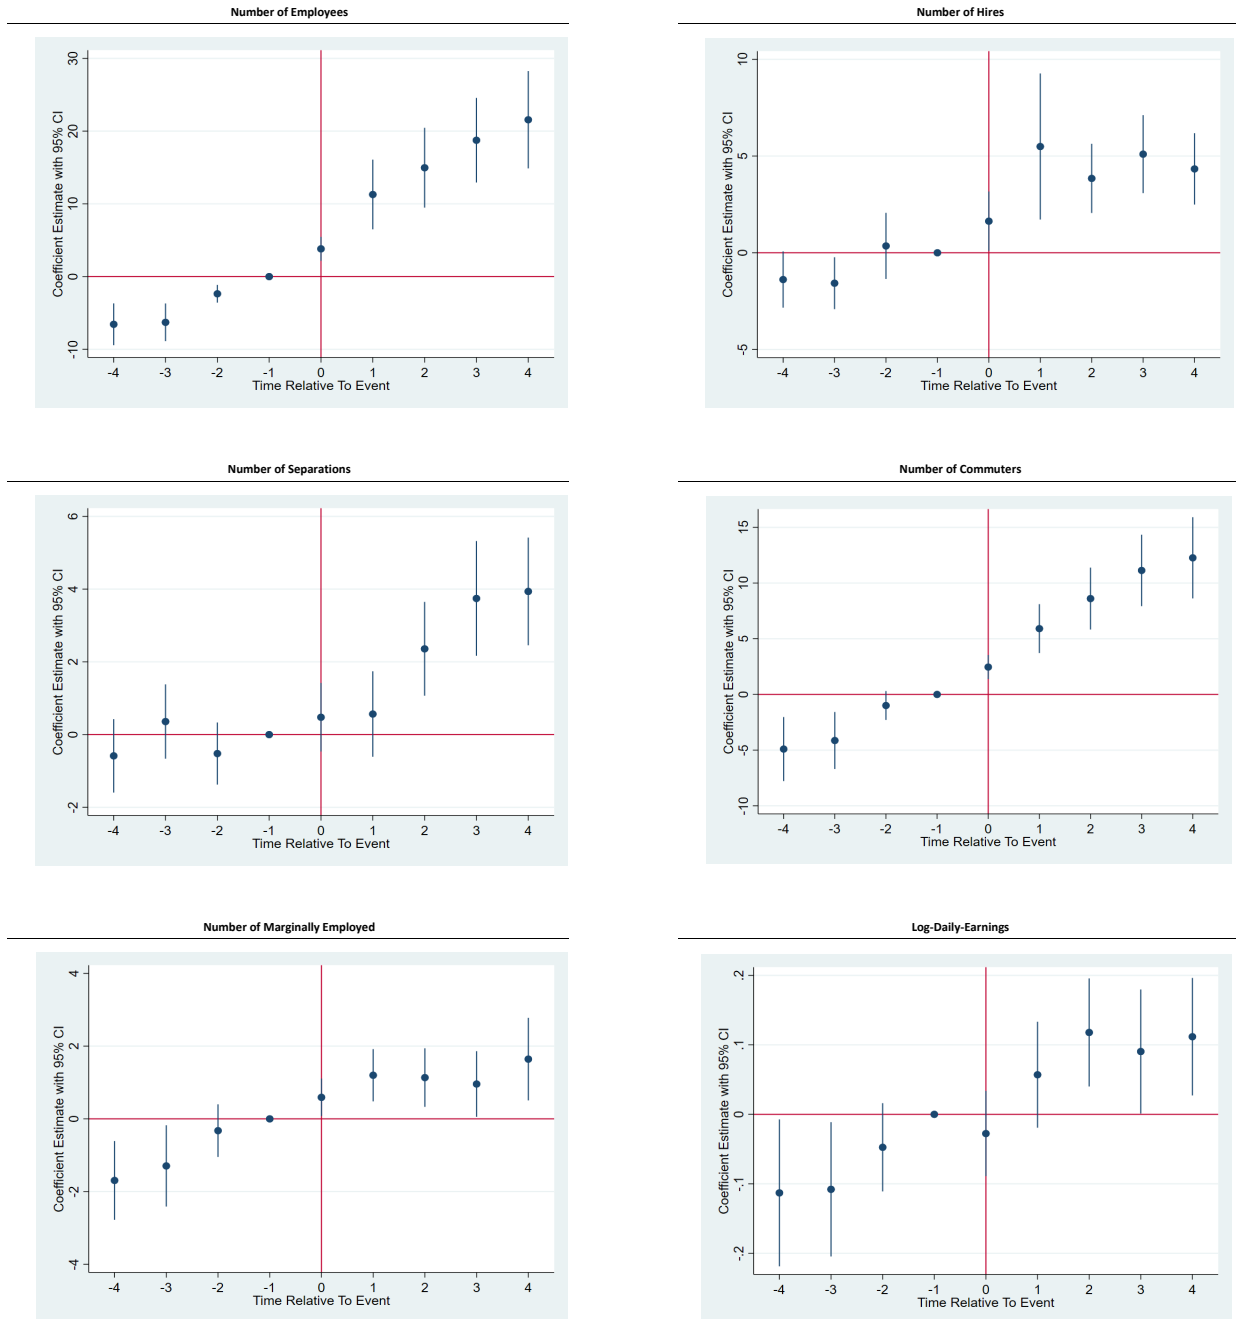 Number of Employees
Coefficient Estimate with 95% CI
30
20
10
0
-10
-4 -3 -2 -1 0 1 2 3 4
Time Relative To Event
Number of Hires
Coefficient Estimate with 95% CI
10
5
0
-5
-4 -3 -2 -1 0 1 2 3 4
Time Relative To Event
Number of Separations
Coefficient Estimate with 95% CI
6
4
2
0
-2
-4 -3 -2 -1 0 1 2 3 4
Time Relative To Event
Number of Commuters
Coefficient Estimate with 95% CI
15
10
5
0
-5
-10
-4 -3 -2 -1 0 1 2 3 4
Time Relative To Event
Number of Marginally Employed
Coefficient Estimate with 95% CI
4
2
0
-2
-4
-4 -3 -2 -1 0 1 2 3 4
Time Relative To Event
Log-Daily-Earnings
Coefficient Estimate with 95% CI
.2
.1
0
-.1
-.2
-4 -3 -2 -1 0 1 2 3 4
Time Relative To Event